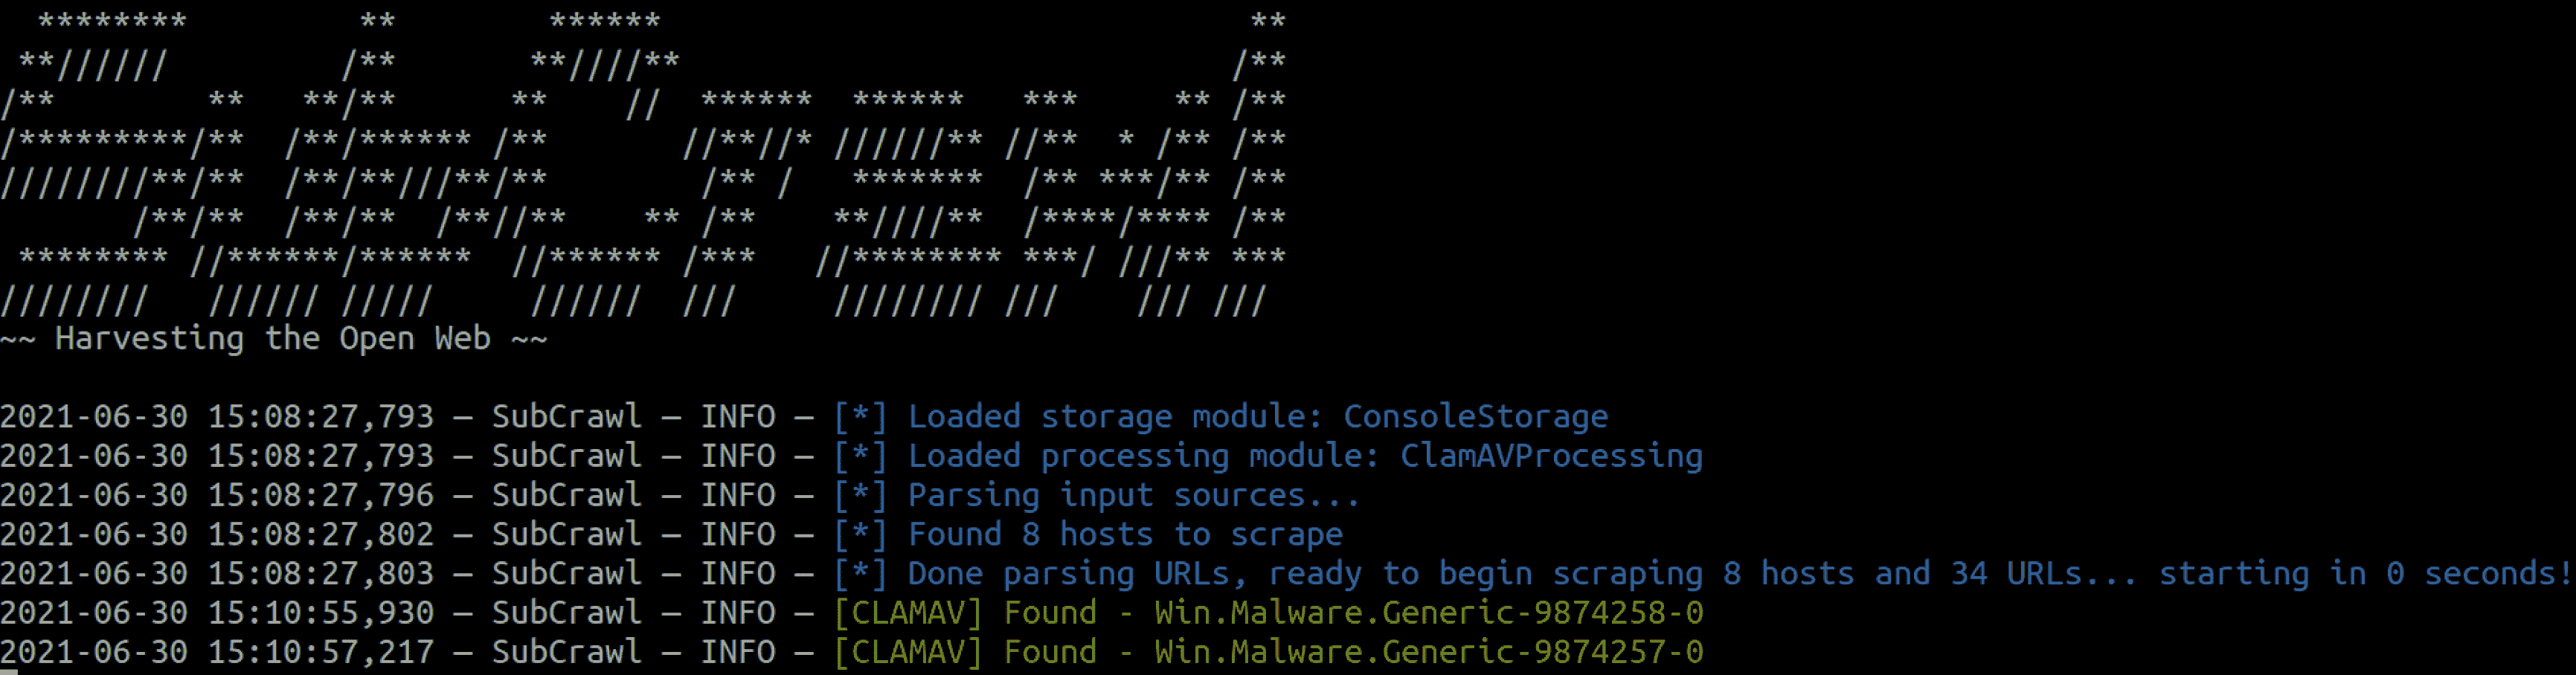 ********         **        ******                               **
 **//////         /**       **////**                             /**
/**        **   **/**      **    //  ******  ******   ***     ** /**
/*********/**  /**/****** /**       //**//* //////** //**  * /** /**
////////**/**  /**/**///**/**        /** /   *******  /** ***/** /**
       /**/**  /**/**  /**//**    ** /**    **////**  /****/**** /**
 ******** //******/******  //****** /***   //******** ***/ ///** ***
////////   ////// /////     //////  ///     //////// ///    /// ///
~~ Harvesting the Open Web ~~
2021-06-30 15:08:27,793 – SubCrawl – INFO – [*] Loaded storage module: ConsoleStorage
2021-06-30 15:08:27,793 – SubCrawl – INFO – [*] Loaded processing module: ClamAVProcessing
2021-06-30 15:08:27,796 – SubCrawl – INFO – [*] Parsing input sources...
2021-06-30 15:08:27,802 – SubCrawl – INFO – [*] Found 8 hosts to scrape
2021-06-30 15:08:27,803 – SubCrawl – INFO – [*] Done parsing URLs, ready to begin scraping 8 hosts and 34 URLs... starting in 0 seconds!
2021-06-30 15:10:55,930 – SubCrawl – INFO – [CLAMAV] Found - Win.Malware.Generic-9874258-0
2021-06-30 15:10:57,217 – SubCrawl – INFO – [CLAMAV] Found - Win.Malware.Generic-9874257-0